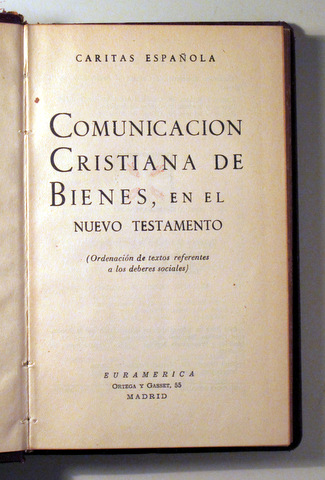 CARITAS ESPAÑOLA
COMUNICACION
CRISTIANA DE
BIENES, EN EL
NUEVO TESTAMENTO
(Ordenación de textos referentes
a los deberes sociales)
EURAMERICA
ORTEGA Y GASSET, 55
MADRID